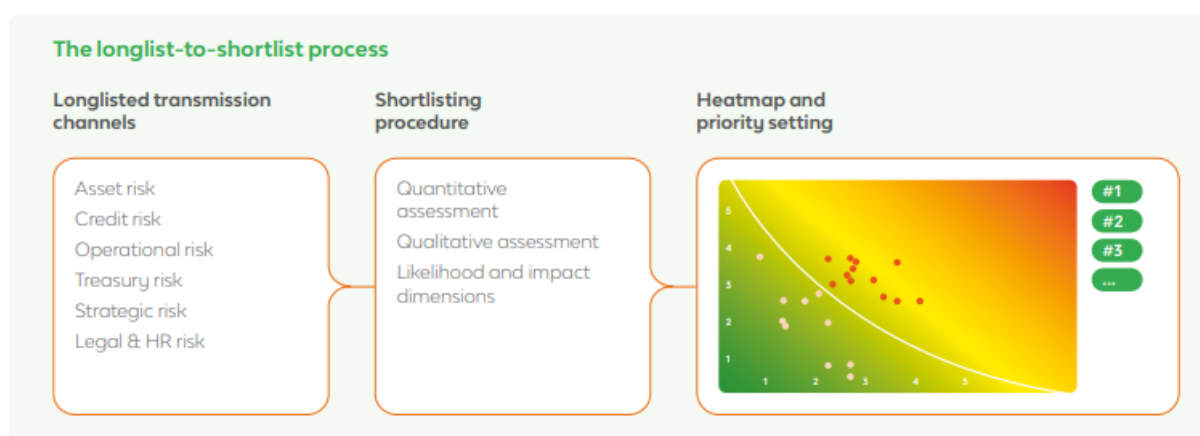 The longlist-to-shortlist process
Longlisted transmission
channels
Asset risk
Credit risk
Operational risk
Treasury risk
Strategic risk
Legal & HR risk
Shortlisting
procedure
Quantitative
assessment
Qualitative assessment
Likelihood and impact
dimensions
Heatmap and
priority setting
5
4
3
2
1
1 2 3 4 5
#1
#2
#3
...